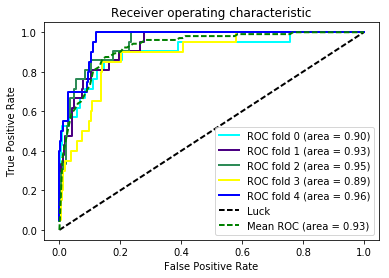 Receiver operating characteristic
True Positive Rate
1.0
0.8
0.6
0.4
0.2
0.0
ROC fold 0 (area = 0.90)
ROC fold 1 (area = 0.93)
ROC fold 2 (area = 0.95)
ROC fold 3 (area = 0.89)
ROC fold 4 (area = 0.96)
Luck
Mean ROC (area = 0.93)
0.0 0.2 0.4 0.6 0.8 1.0
False Positive Rate